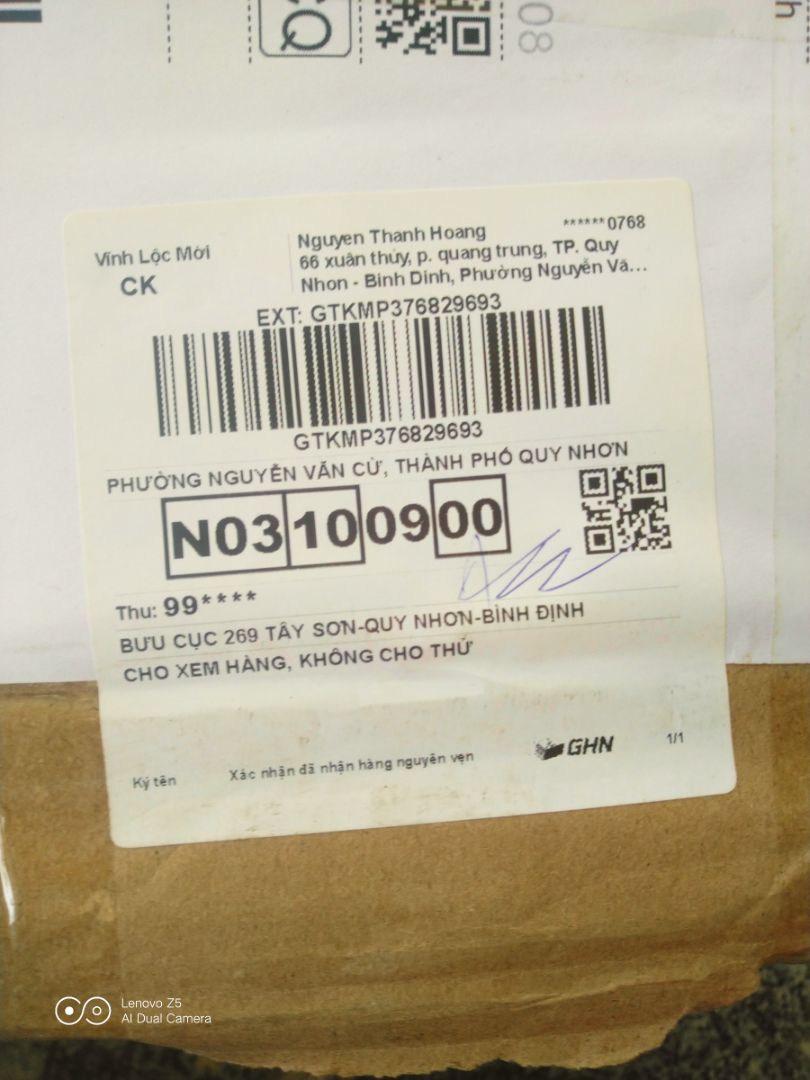 CQ
08
h
Vĩnh Lộc Mới
CK
Nguyen Thanh Hoang
******0768
66 xuân thủy, p. quang trung, TP. Quy
Nhon - Binh Dinh, Phường Nguyễn Vă...
EXT: GTKMP376829693
GTKMP376829693
PHƯỜNG NGUYỄN VĂN CỪ, THÀNH PHỐ QUY NHƠN
N03 10 09 00
Thu: 99****
BƯU CỤC 269 TÂY SƠN-QUY NHƠN-BÌNH ĐỊNH
CHO XEM HÀNG, KHÔNG CHO THỬ
Ký tên
Xác nhận đã nhận hàng nguyên vẹn
GHN
1/1
Lenovo Z5
AI Dual Camera